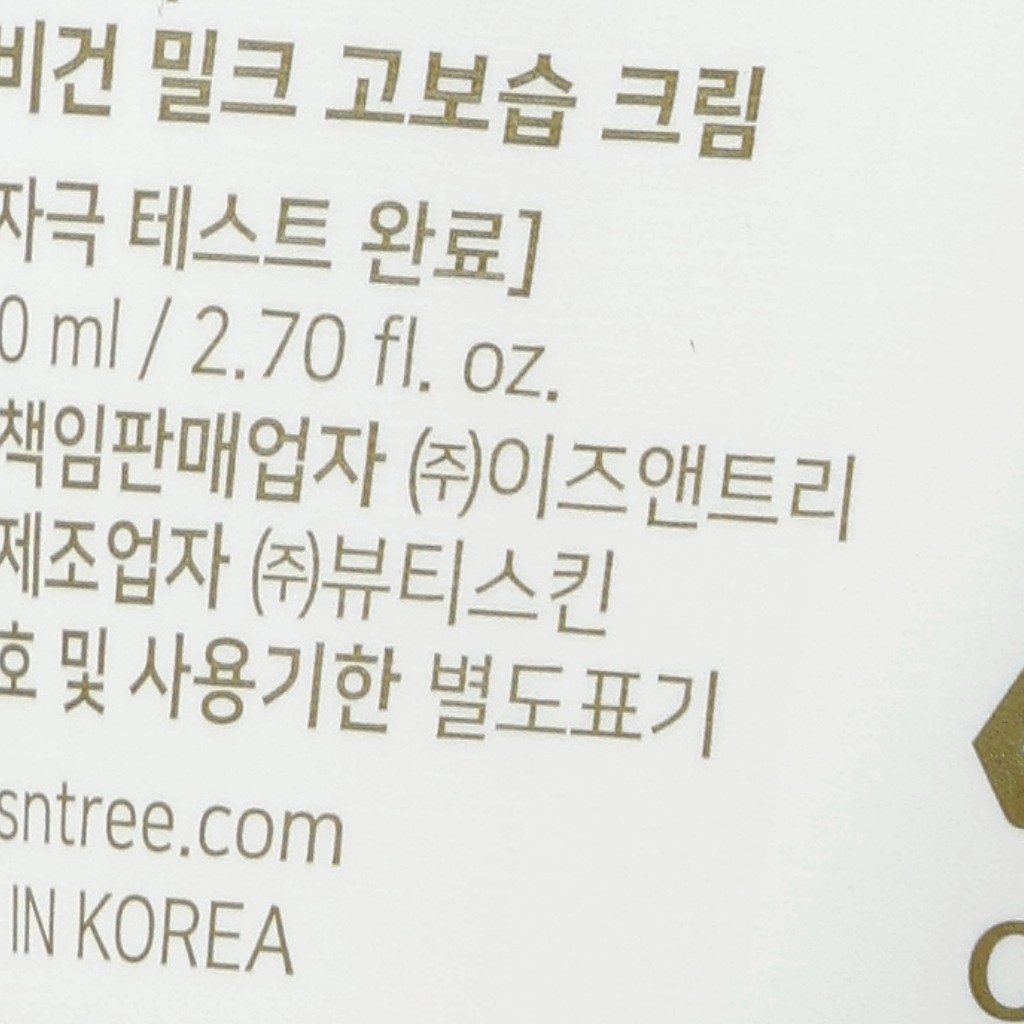 비건 밀크 고보습 크림
자극 테스트 완료]
0 ml / 2.70 fl. oz.
책임판매업자 ㈜이즈앤트리
제조업자 ㈜뷰티스킨
호 및 사용기한 별도표기
sntree.com
IN KOREA